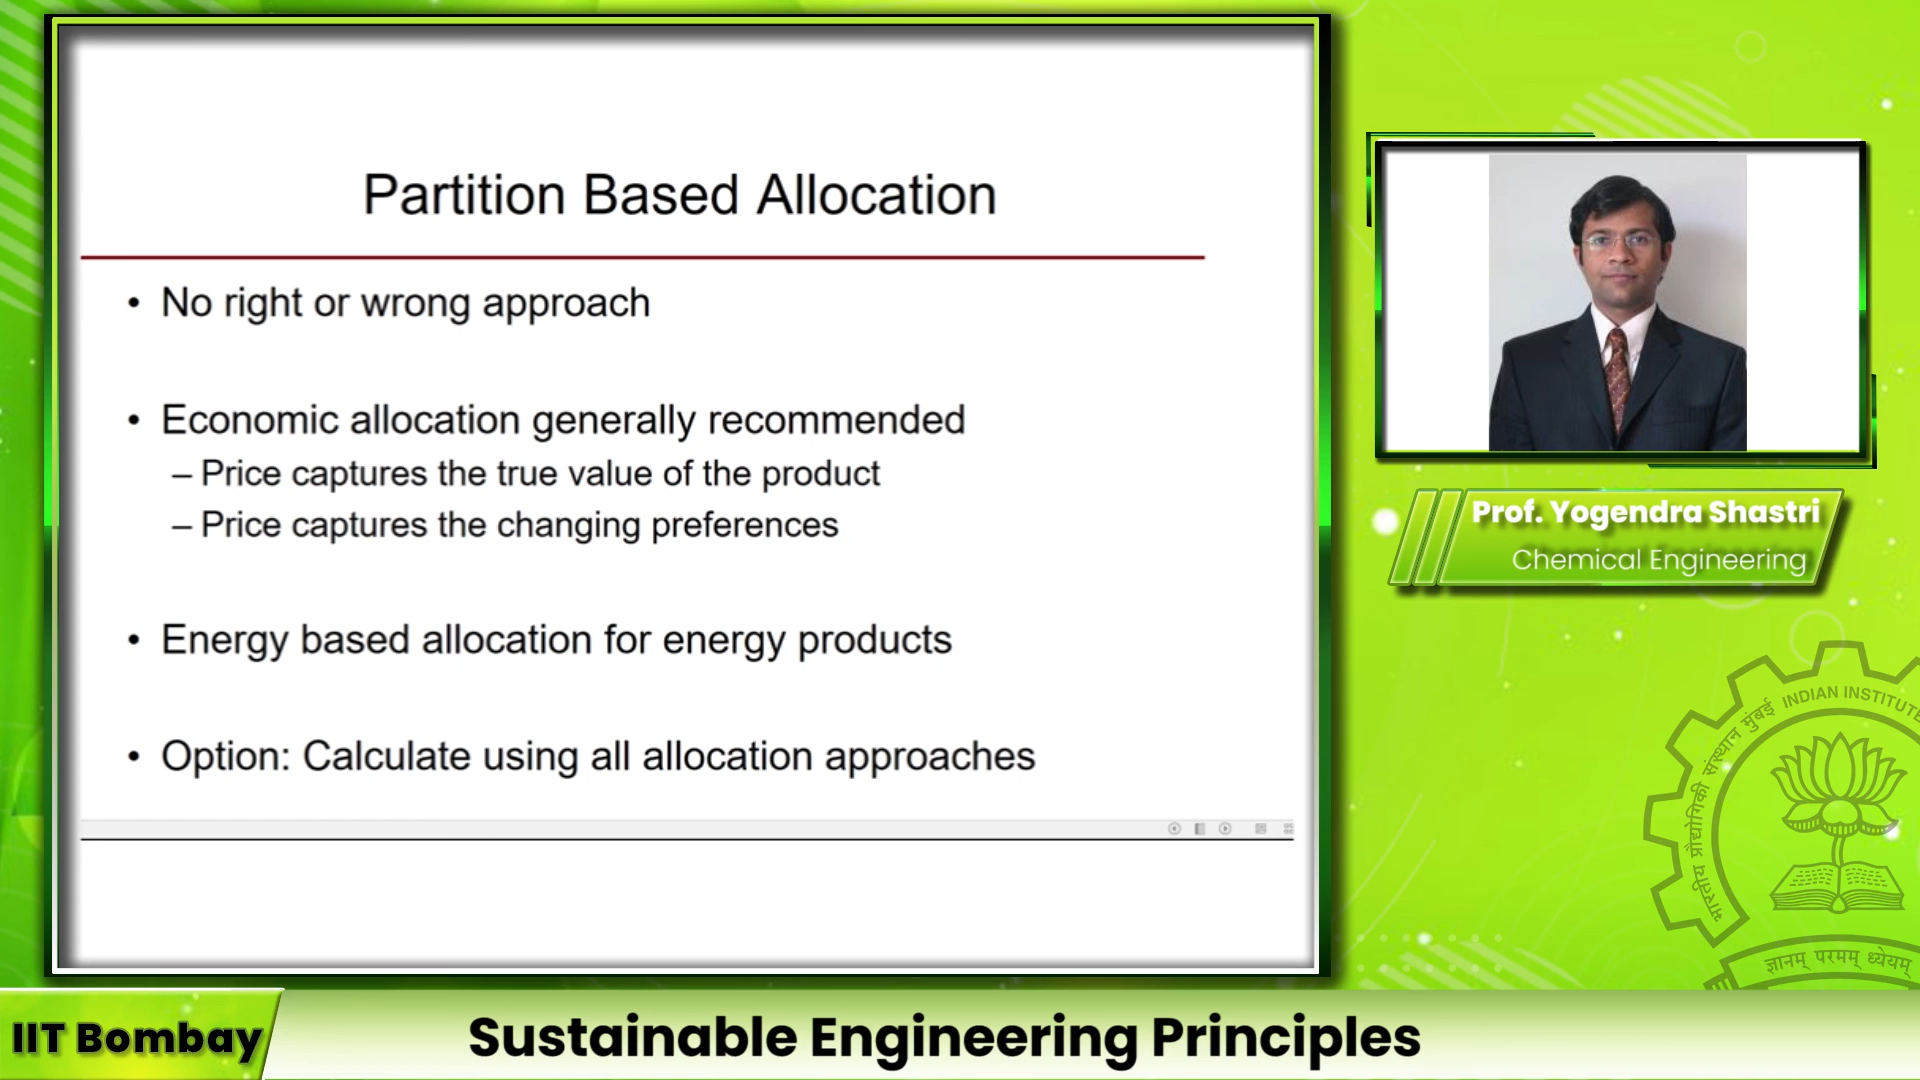 Partition Based Allocation
• No right or wrong approach
• Economic allocation generally recommended
– Price captures the true value of the product
– Price captures the changing preferences
• Energy based allocation for energy products
• Option: Calculate using all allocation approaches
Prof. Yogendra Shastri
Chemical Engineering
भारतीय प्रौद्योगिकी संस्थान मुंबई INDIAN INSTITUTE
ज्ञानम् परमम् ध्येयम्
IIT Bombay
Sustainable Engineering Principles